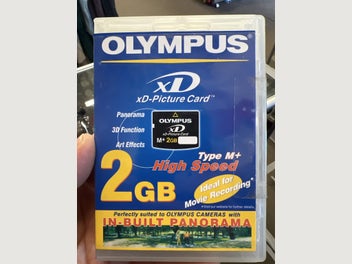 OLYMPUS
xD
xD-Picture Card™
Panorama
3D Function
Art Effects
OLYMPUS
xD
M+ 2GB
Type M+
High Speed
2GB
Ideal for
Movie Recording*
Perfectly suited to OLYMPUS CAMERAS with
IN-BUILT PANORAMA